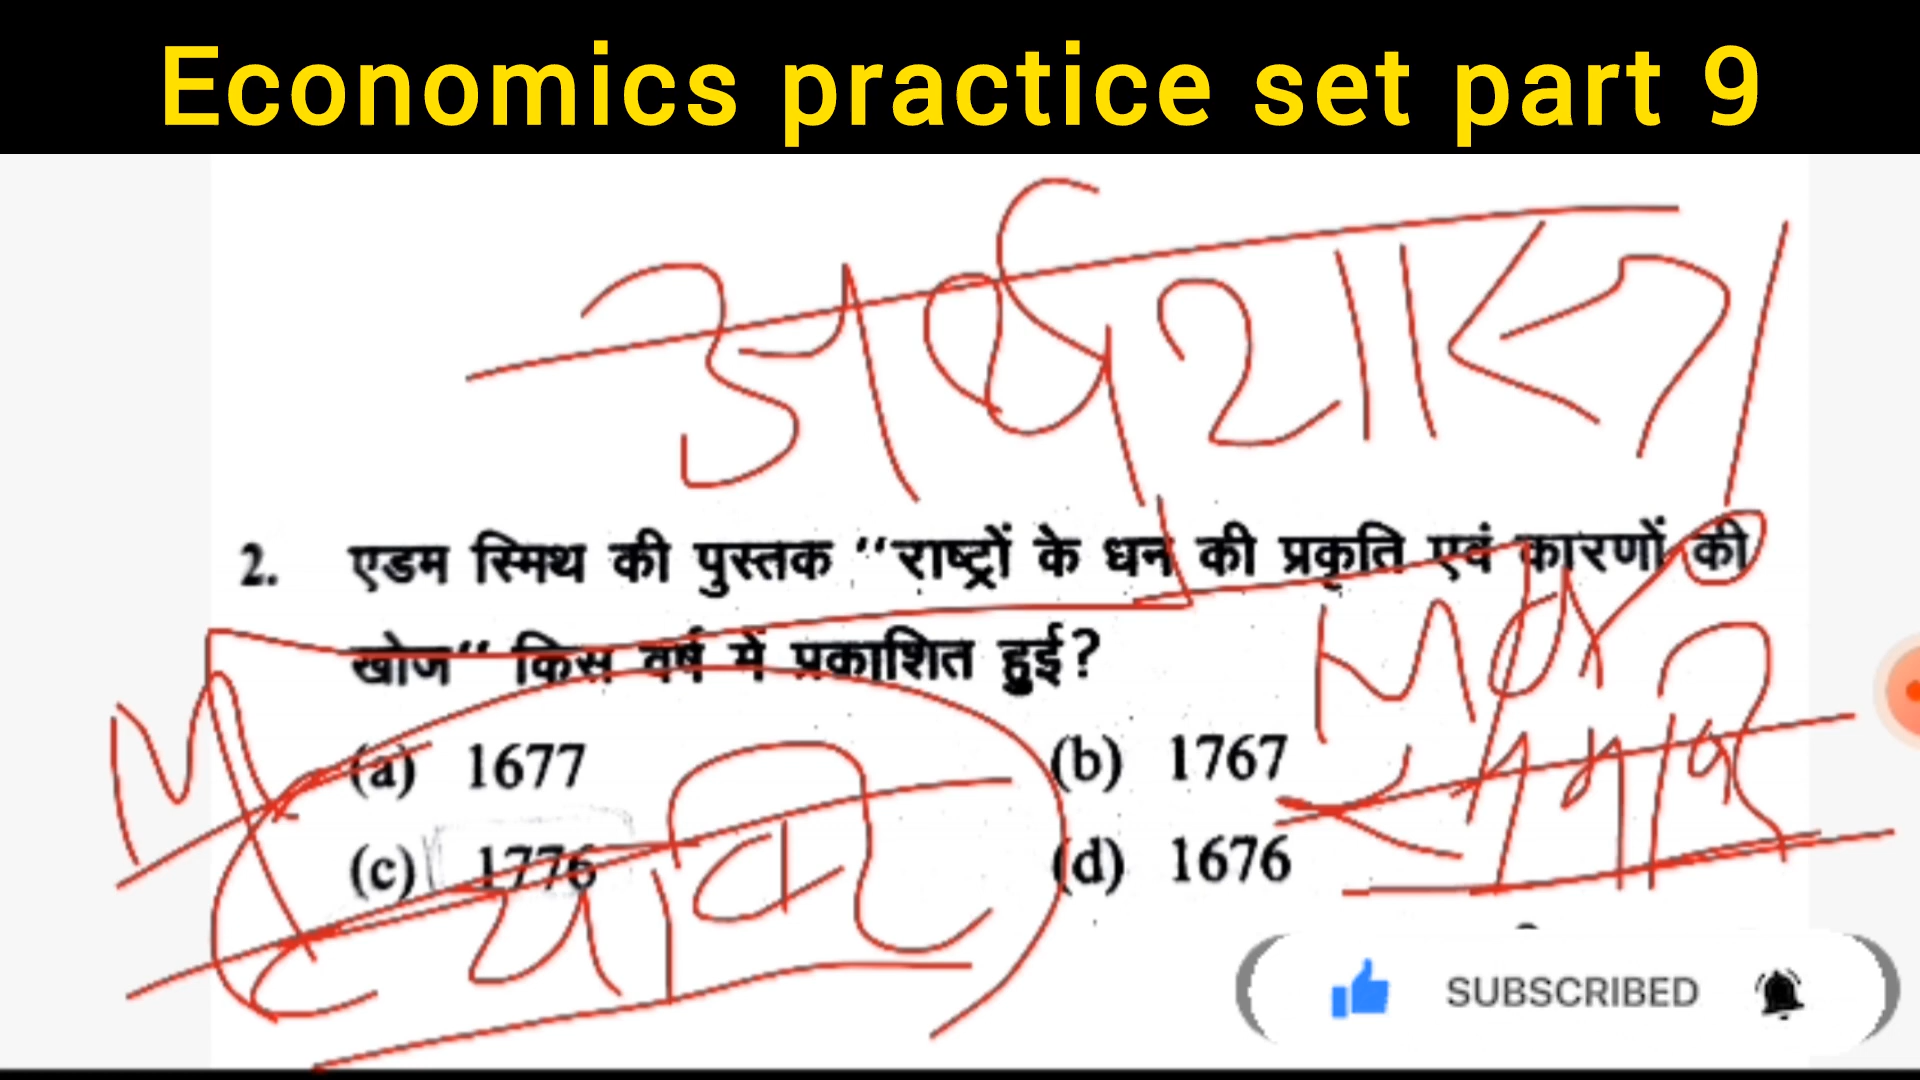 Economics practice set part 9
अर्थशास्त्र
2. एडम स्मिथ की पुस्तक ‘‘राष्ट्रों के धन की प्रकृति एवं कारणों की
खोज’’ किस वर्ष में प्रकाशित हुई?
(a) 1677 (b) 1767
(c) 1776 (d) 1676
SUBSCRIBED